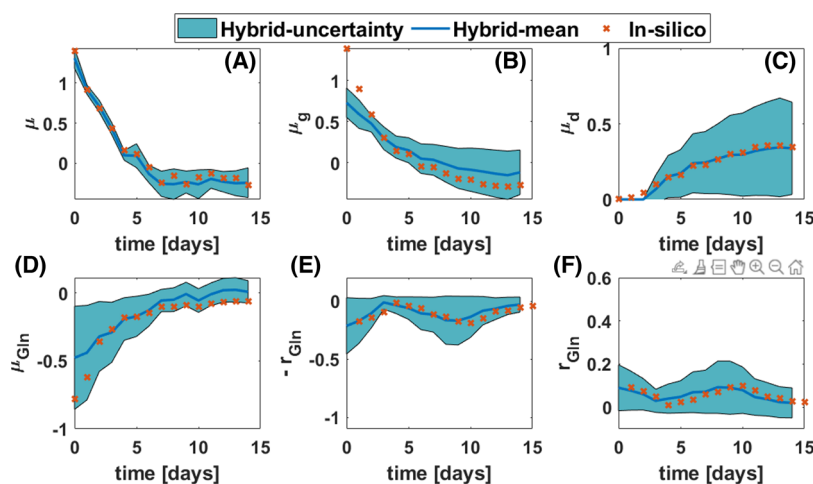 Hybrid-uncertainty Hybrid-mean In-silico
(A) (B) (C)
1
0.5
0
μ
0 5 10 15
time [days]
1
0.5
0
μg
0 5 10 15
time [days]
0.5
0
μd
0 5 10 15
time [days]
(D) (E) (F)
0
-0.5
-1
μGln
0 5 10 15
time [days]
0
-0.5
-1
- rGln
0 5 10 15
time [days]
0.6
0.4
0.2
0
rGln
0 5 10 15
time [days]